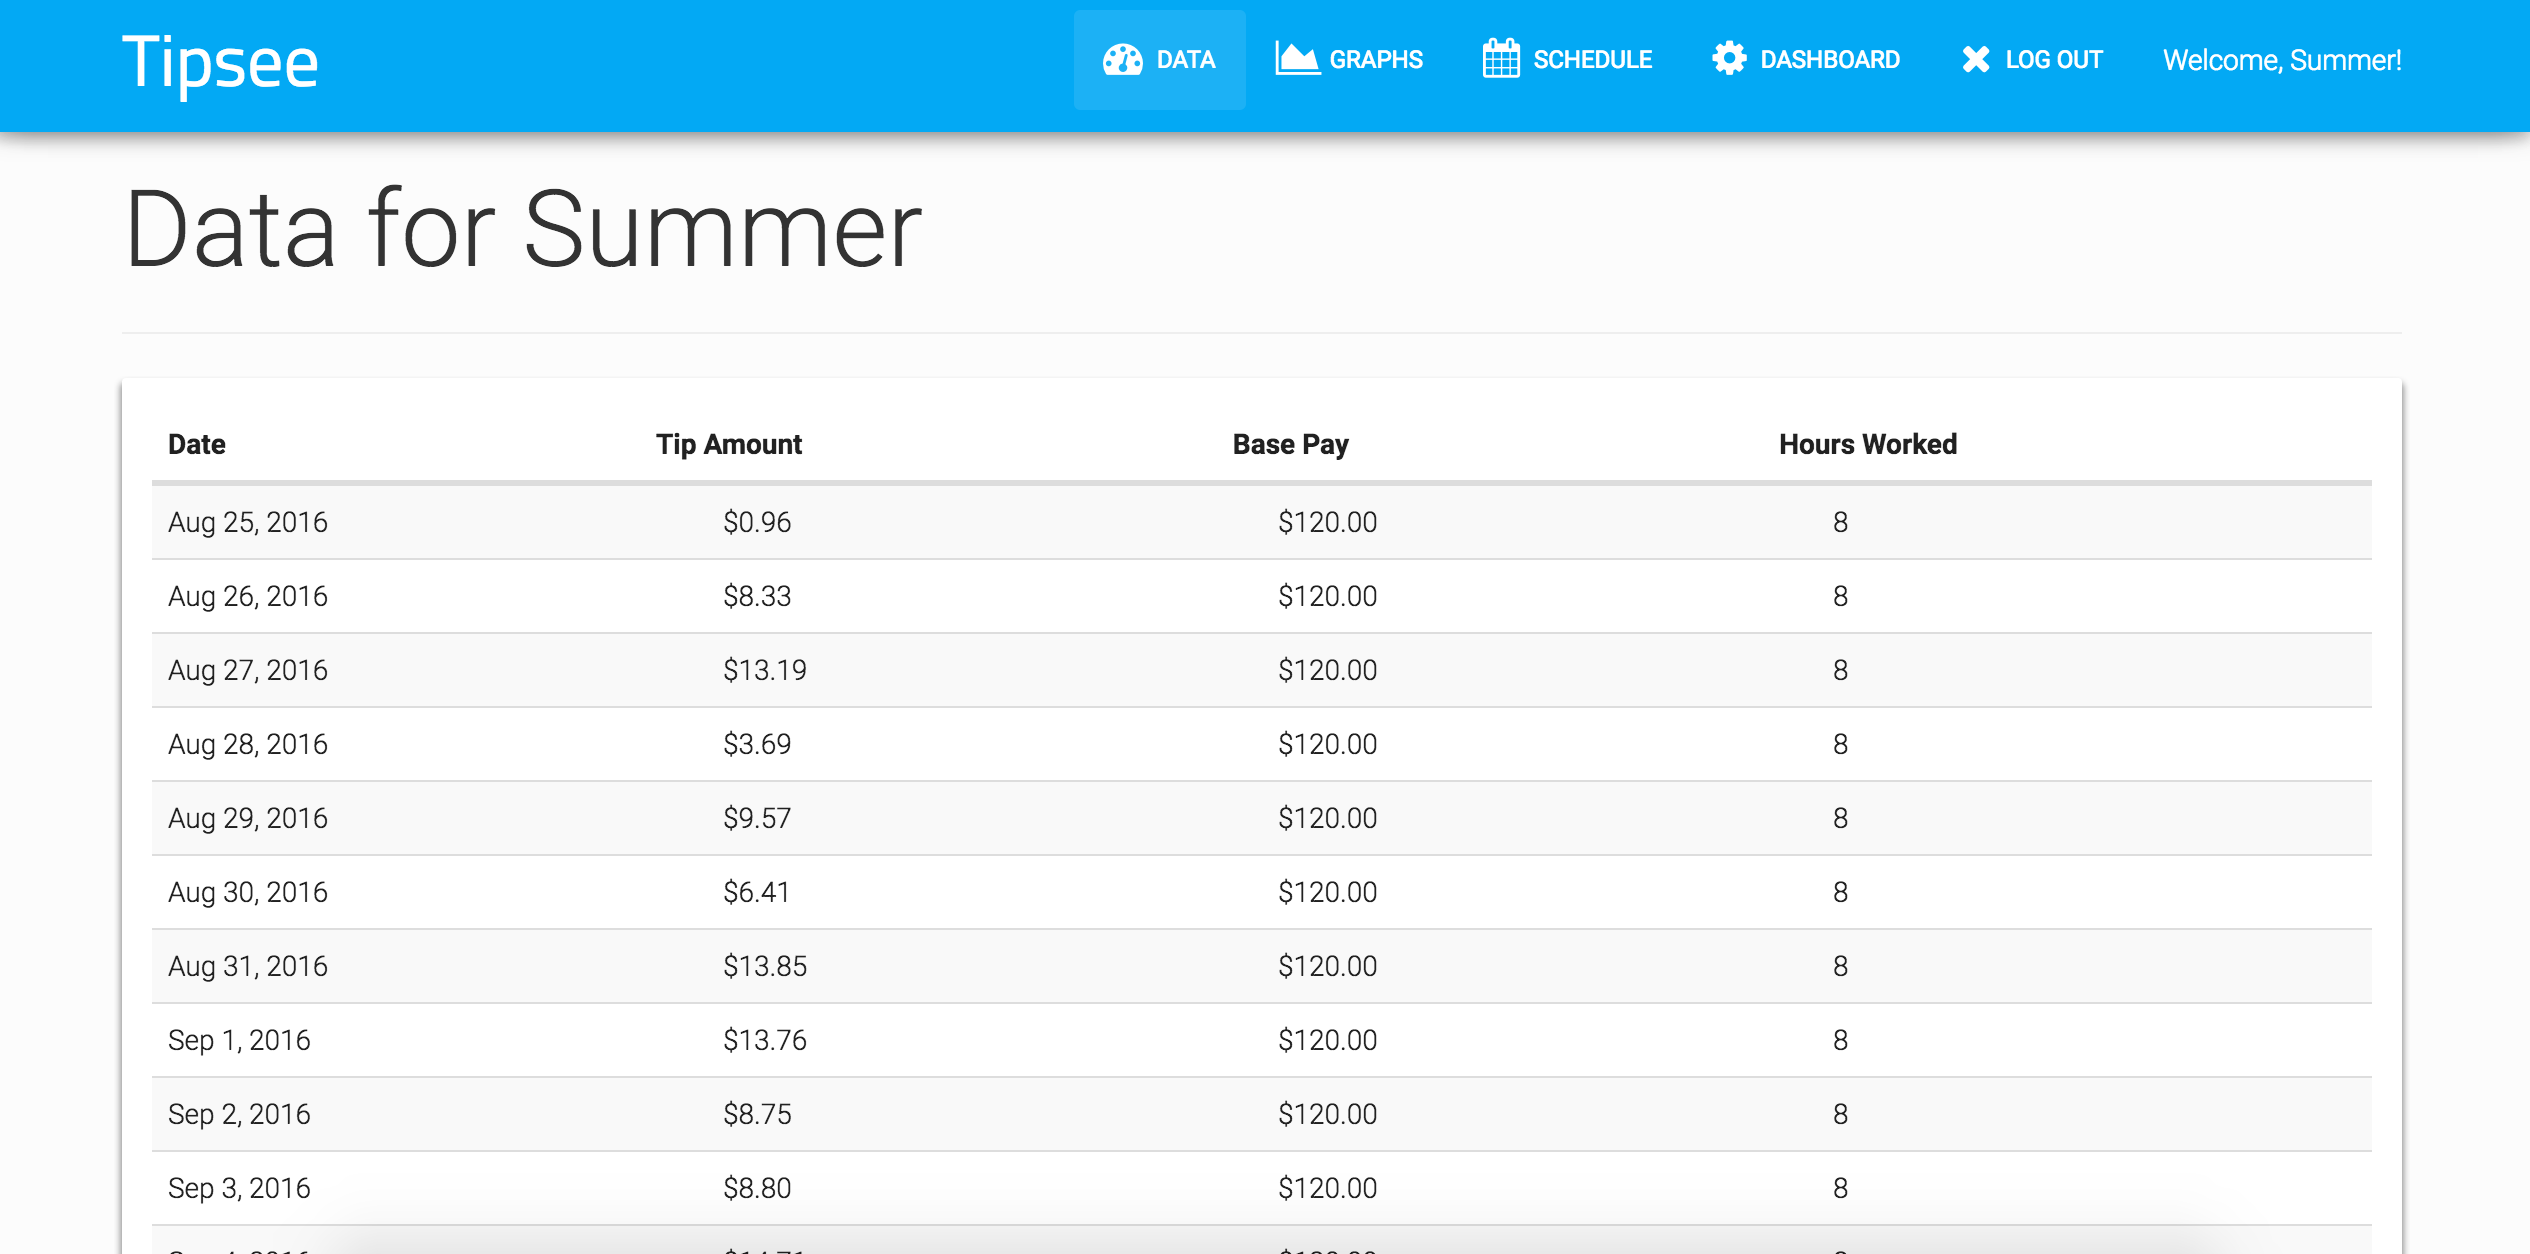 Tipsee DATA GRAPHS SCHEDULE DASHBOARD LOG OUT Welcome, Summer!
Data for Summer
Date Tip Amount Base Pay Hours Worked
Aug 25, 2016 $0.96 $120.00 8
Aug 26, 2016 $8.33 $120.00 8
Aug 27, 2016 $13.19 $120.00 8
Aug 28, 2016 $3.69 $120.00 8
Aug 29, 2016 $9.57 $120.00 8
Aug 30, 2016 $6.41 $120.00 8
Aug 31, 2016 $13.85 $120.00 8
Sep 1, 2016 $13.76 $120.00 8
Sep 2, 2016 $8.75 $120.00 8
Sep 3, 2016 $8.80 $120.00 8